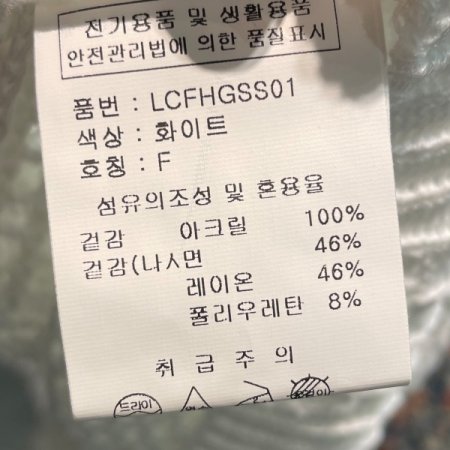 전기용품 및 생활용품
안전관리법에 의한 품질표시
품번 : LCFHGSS01
색상 : 화이트
호칭 : F
섬유의조성 및 혼용율
겉감 아크릴 100%
겉감(나시면 46%
레이온 46%
폴리우레탄 8%
취 급 주 의
드라이